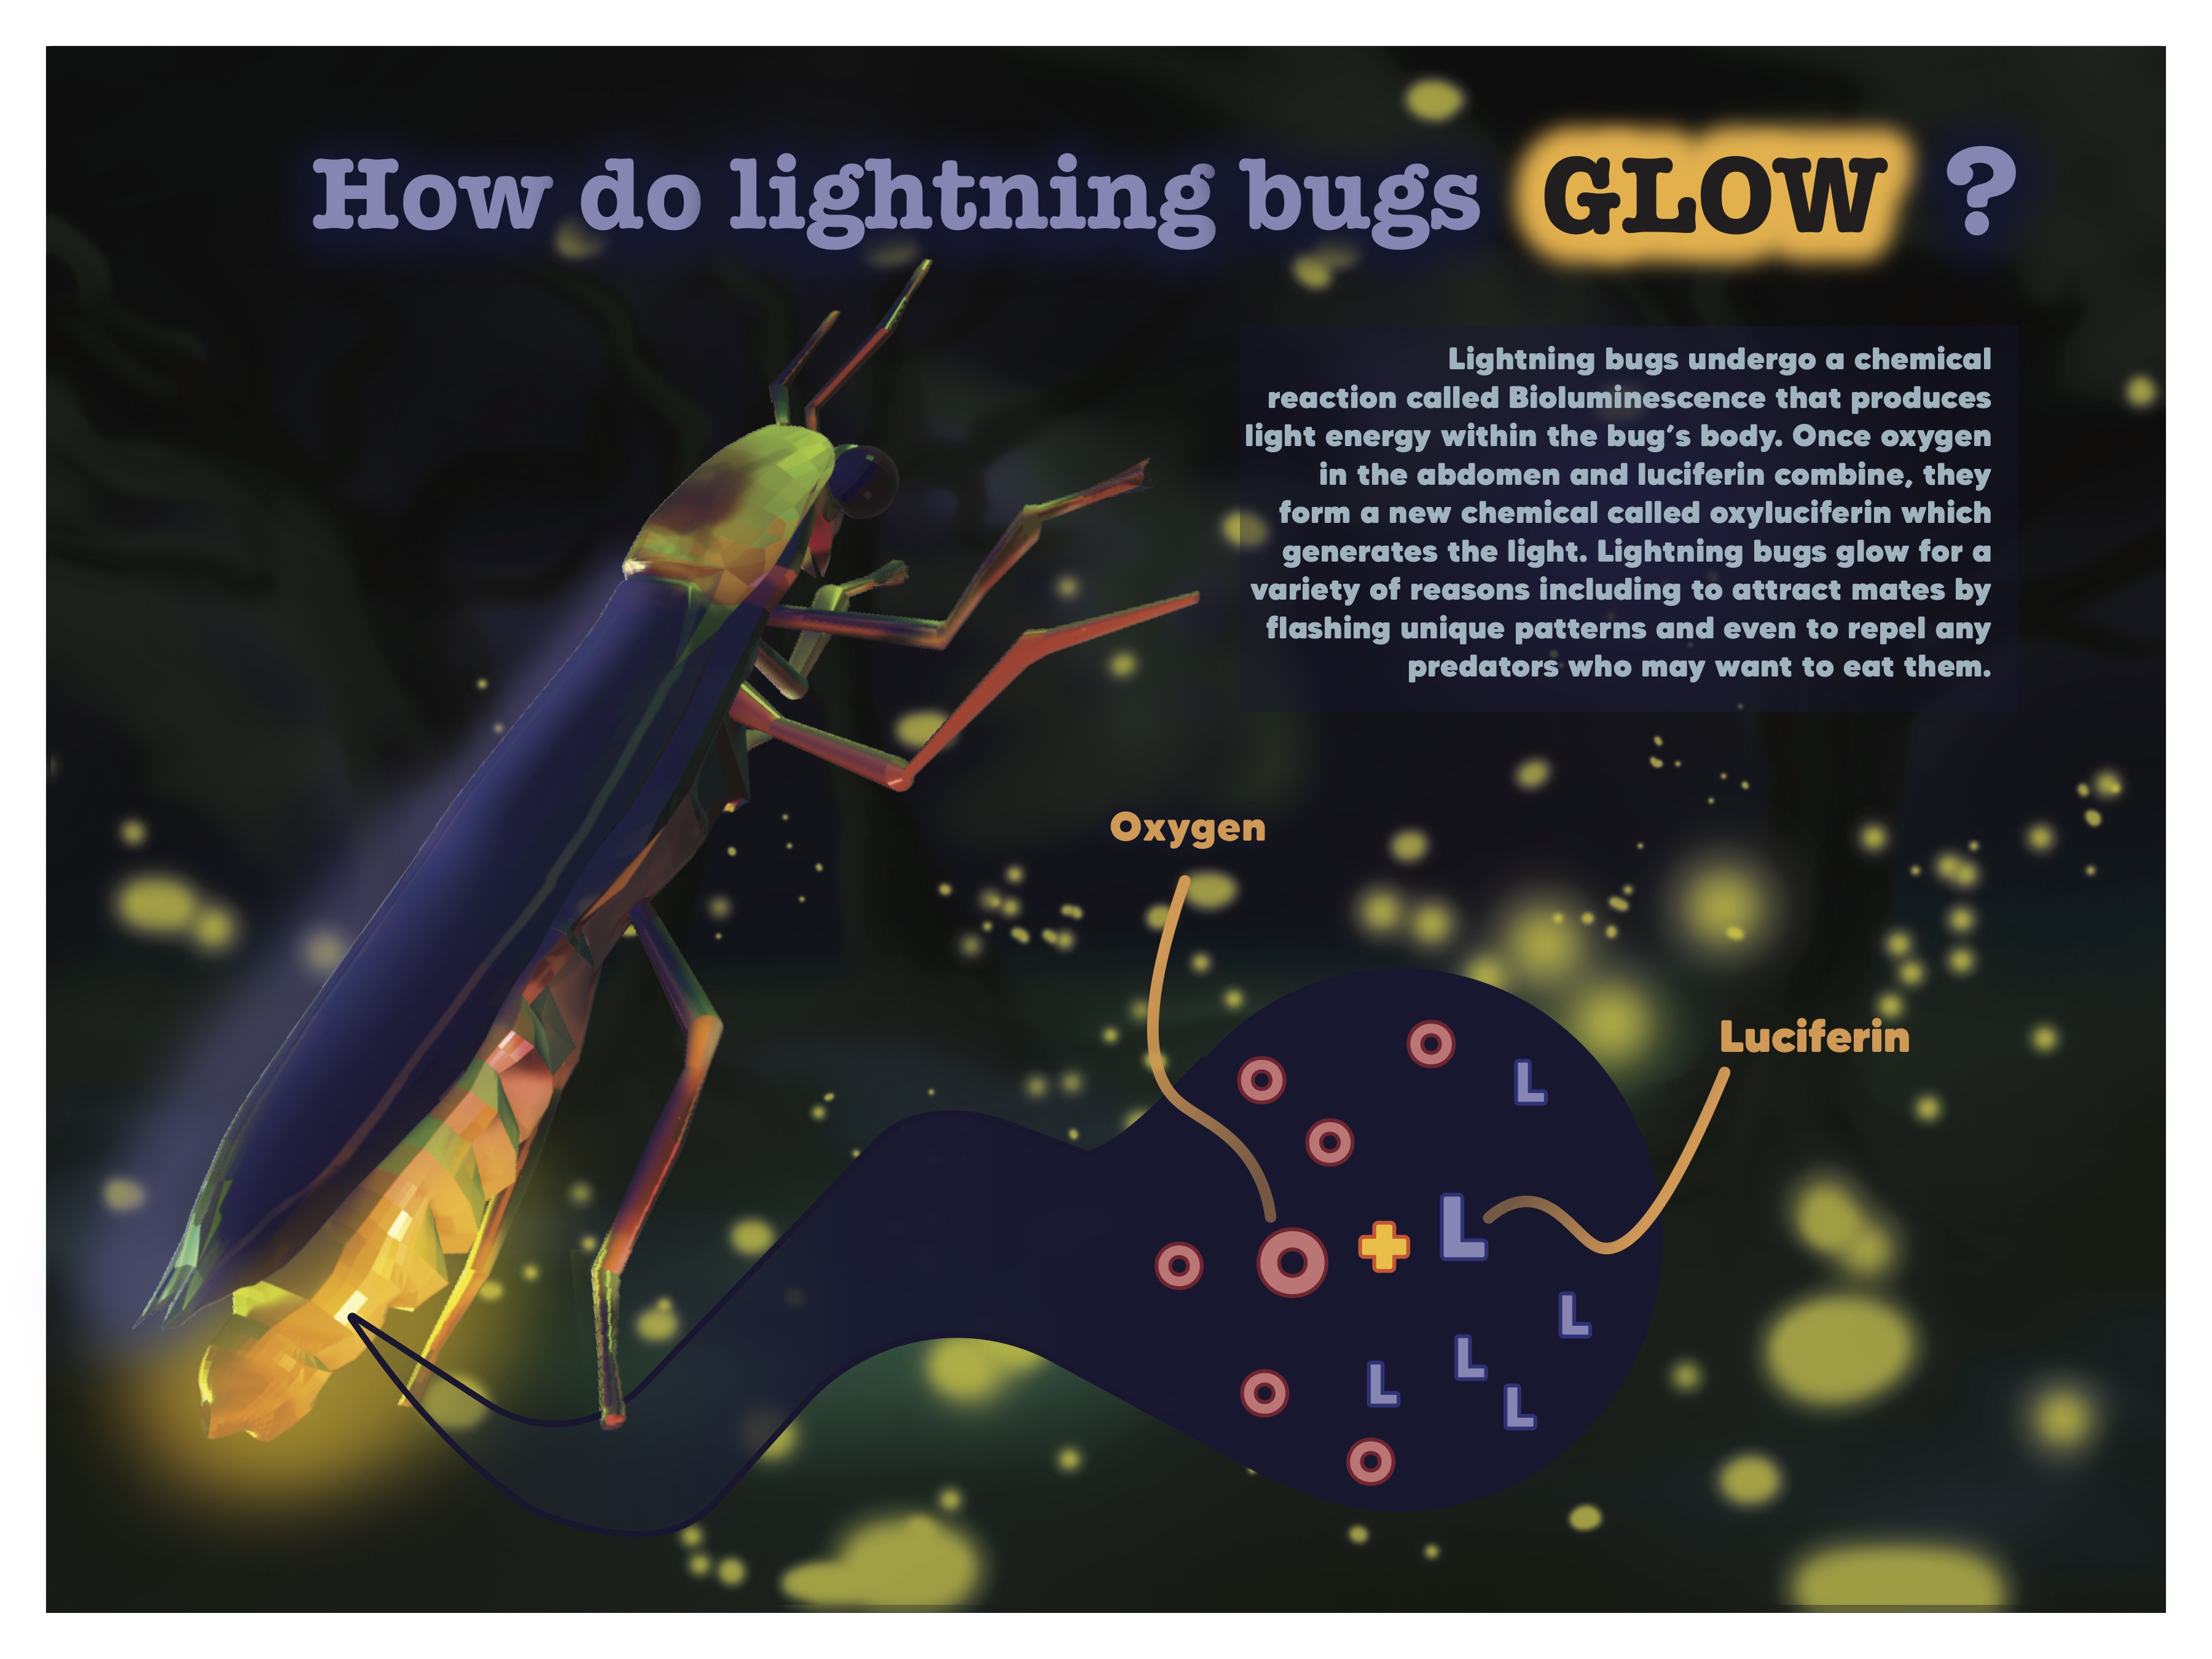 How do lightning bugs GLOW ?
Lightning bugs undergo a chemical
reaction called Bioluminescence that produces
light energy within the bug's body. Once oxygen
in the abdomen and luciferin combine, they
form a new chemical called oxyluciferin which
generates the light. Lightning bugs glow for a
variety of reasons including to attract mates by
flashing unique patterns and even to repel any
predators who may want to eat them.
Oxygen
Luciferin
L
L
L
L
L
L